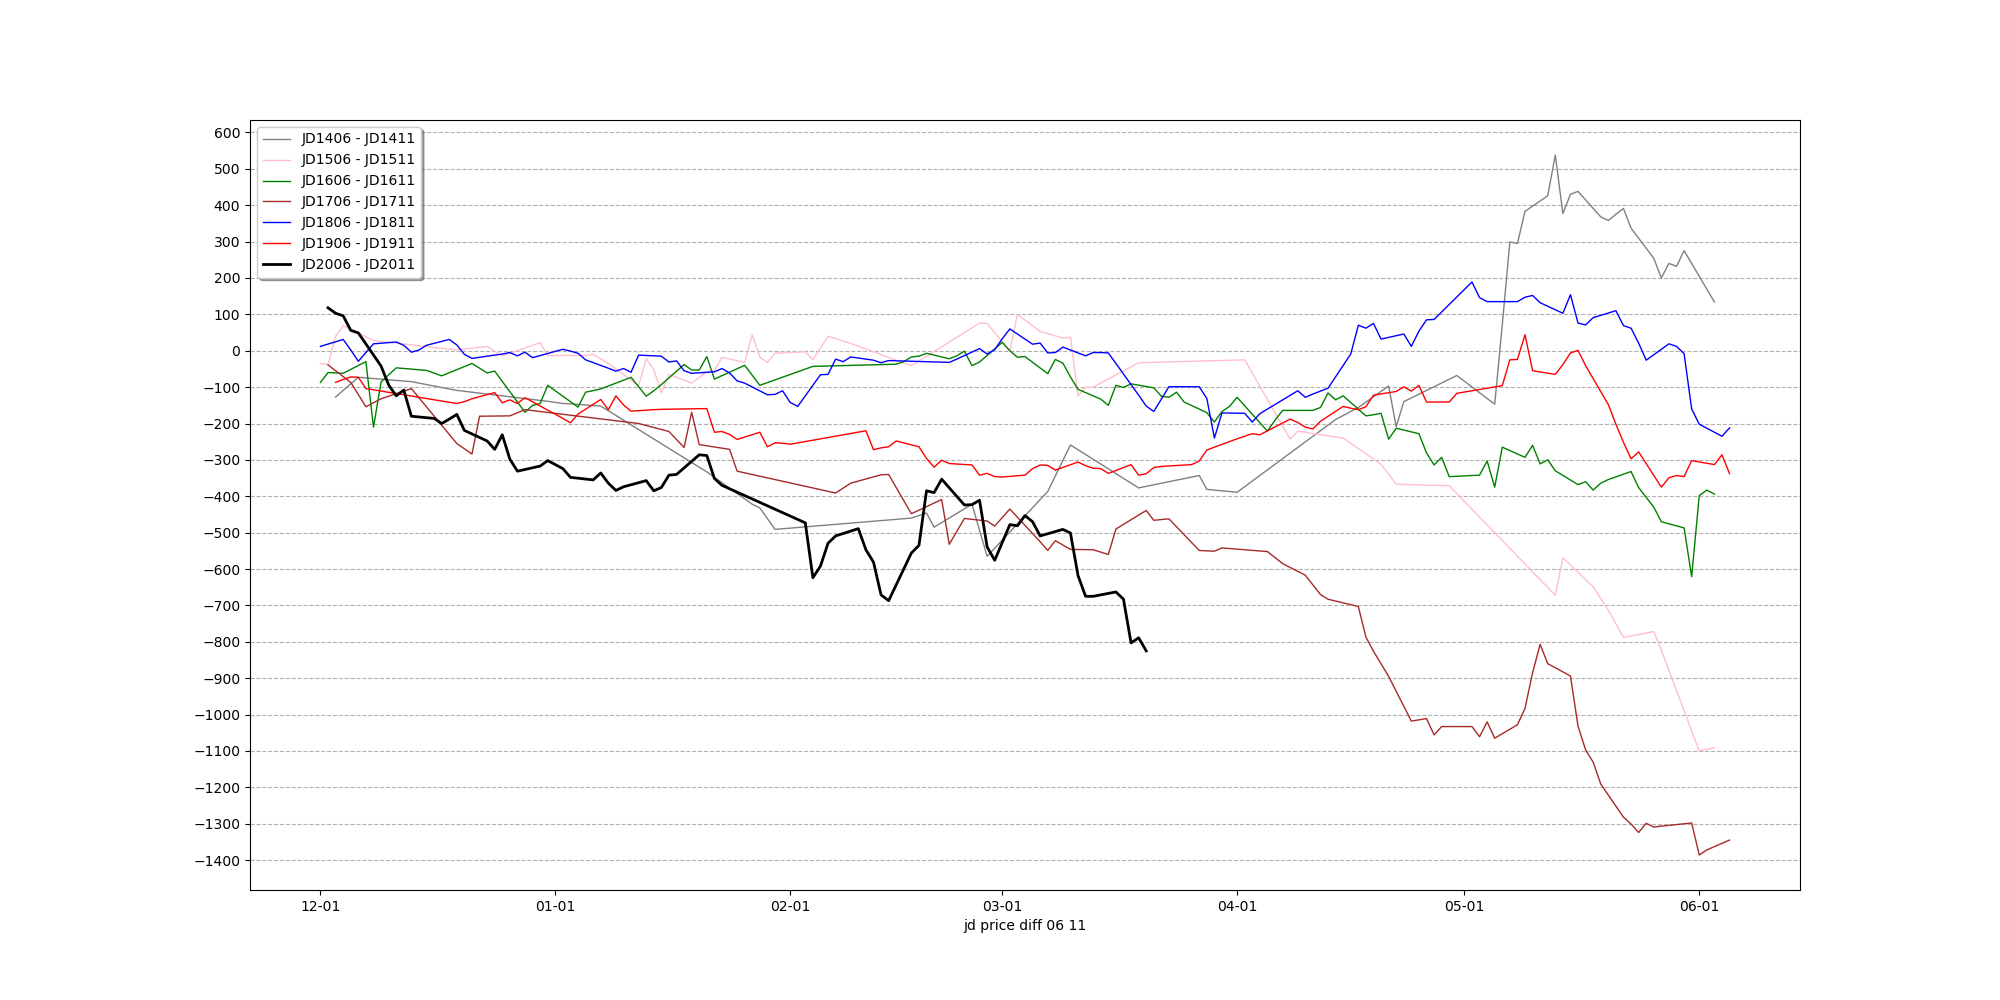 600
500
400
300
200
100
0
−100
−200
−300
−400
−500
−600
−700
−800
−900
−1000
−1100
−1200
−1300
−1400
JD1406 - JD1411
JD1506 - JD1511
JD1606 - JD1611
JD1706 - JD1711
JD1806 - JD1811
JD1906 - JD1911
JD2006 - JD2011
12-01 01-01 02-01 03-01 04-01 05-01 06-01
jd price diff 06 11